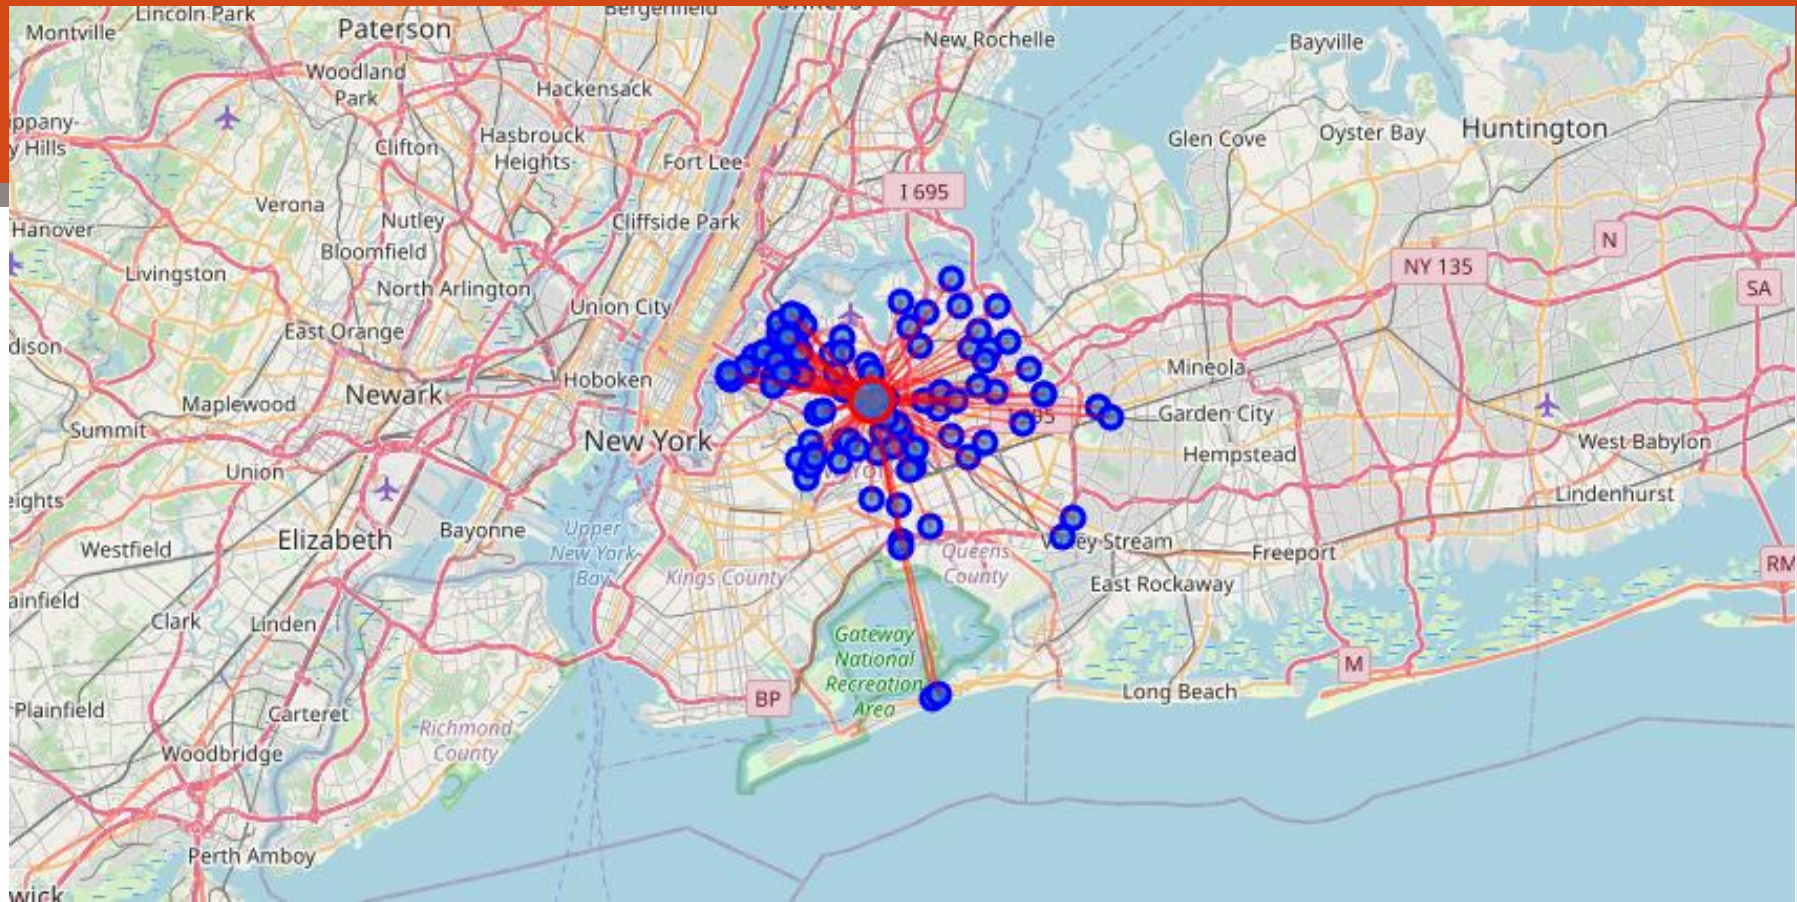 Lincoln Park
Bergenfield
Montville
Paterson
New Rochelle
Bayville
Woodland
Park
Hackensack
Hasbrouck
Heights
Glen Cove
Oyster Bay
Huntington
ppany-
y Hills
Clifton
Fort Lee
I 695
Verona
Nutley
Cliffside Park
Hanover
Bloomfield
N
NY 135
Livingston
North Arlington
SA
Union City
East Orange
dison
Mineola
Newark
Hoboken
Maplewood
Garden City
Summit
New York
West Babylon
Hempstead
Union
eights
Lindenhurst
Elizabeth
Bayonne
Upper
New York
Bay
Westfield
Valley Stream
Freeport
Queens
County
Kings County
East Rockaway
RM
ainfield
Clark
Linden
Gateway
National
Recreation
Area
M
BP
Long Beach
Plainfield
Carteret
Richmond
County
Woodbridge
Perth Amboy
wick